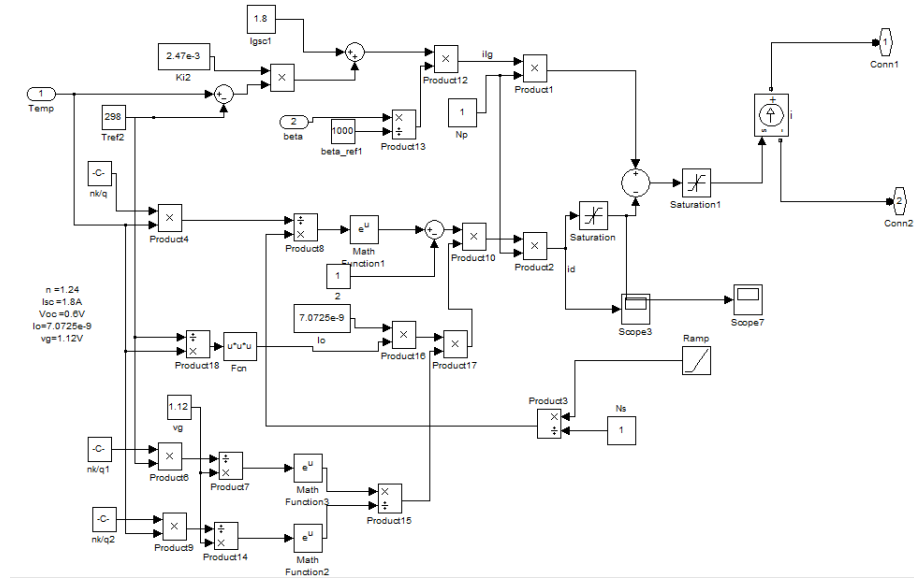 1.8
Igsc1
2.47e-3
Ki2
+
+
×
×
Product12
iIg
×
Product1
1
Conn1
1
Temp
+
−
298
Tref2
2
beta
1000
beta_ref1
×
÷
Product13
1
Np
+
i
-C-
nk/q
×
Product4
÷
×
Product8
e^u
Math
Function1
+
−
×
Product10
×
Product2
id
Saturation
+
−
Saturation1
2
Conn2
1
2
n =1.24
Isc =1.8A
Voc =0.6V
Io=7.0725e-9
vg=1.12V
÷
×
Product18
u*u*u
Fcn
7.0725e-9
Io
×
Product16
×
Product17
Scope3
Scope7
Ramp
Product3
×
÷
Ns
1
1.12
vg
-C-
nk/q1
×
Product6
÷
×
Product7
e^u
Math
Function3
×
÷
Product15
-C-
nk/q2
×
Product9
÷
×
Product14
e^u
Math
Function2